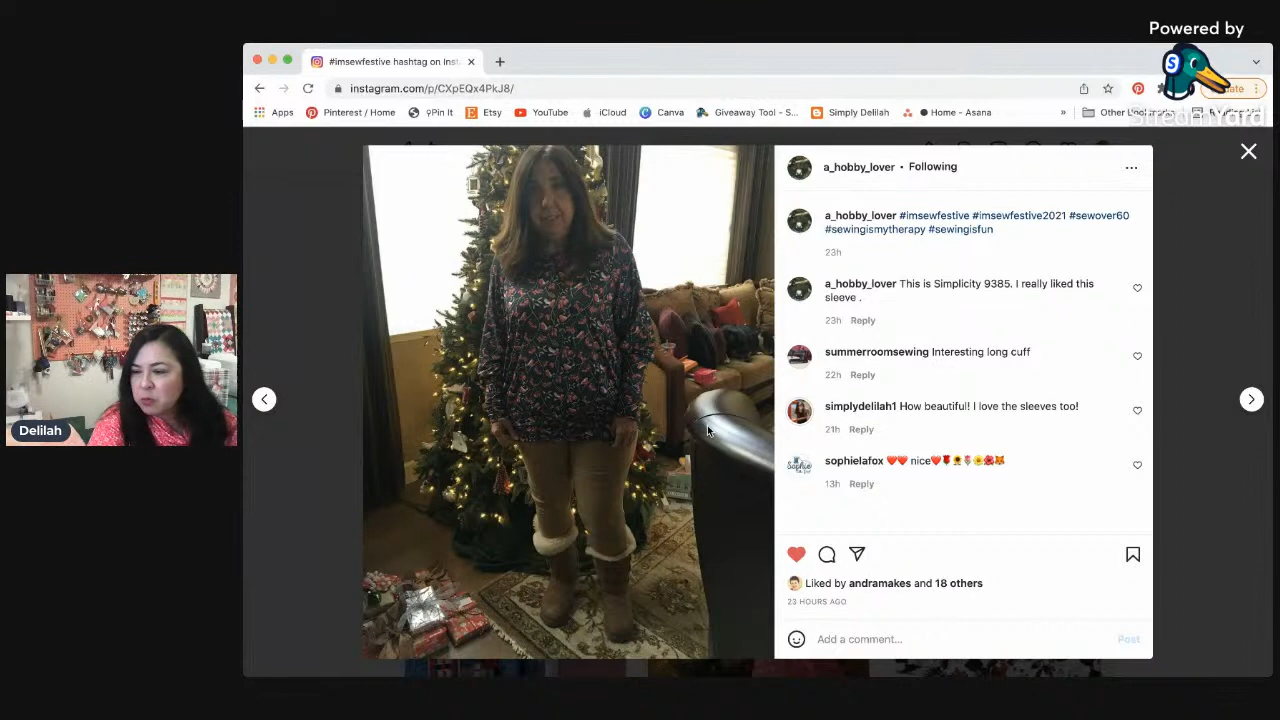 Powered by
#imsewfestive hashtag on Inst
instagram.com/p/CXpEQx4PkJ8/
Apps
Pinterest / Home
Pin It
Etsy
YouTube
iCloud
Canva
Giveaway Tool - S...
Simply Delilah
Home - Asana
»
StreamYard
a_hobby_lover • Following
a_hobby_lover #imsewfestive #imsewfestive2021 #sewover60
#sewingismytherapy #sewingisfun
23h
a_hobby_lover This is Simplicity 9385. I really liked this
sleeve .
23h Reply
summerroomsewing Interesting long cuff
22h Reply
simplydelilah1 How beautiful! I love the sleeves too!
21h Reply
sophielafox ❤️❤️ nice❤️🌹🌻🌷🌼🌺🦊
13h Reply
Liked by andramakes and 18 others
23 HOURS AGO
Add a comment...
Post
Delilah